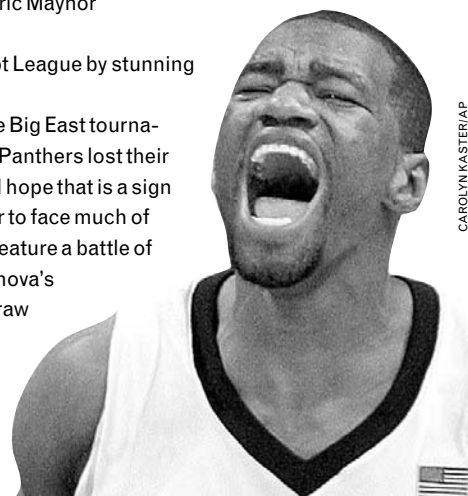 ric Maynor
ot League by stunning
e Big East tourna-
Panthers lost their
l hope that is a sign
r to face much of
eature a battle of
nova's
raw
CAROLYN KASTER/AP